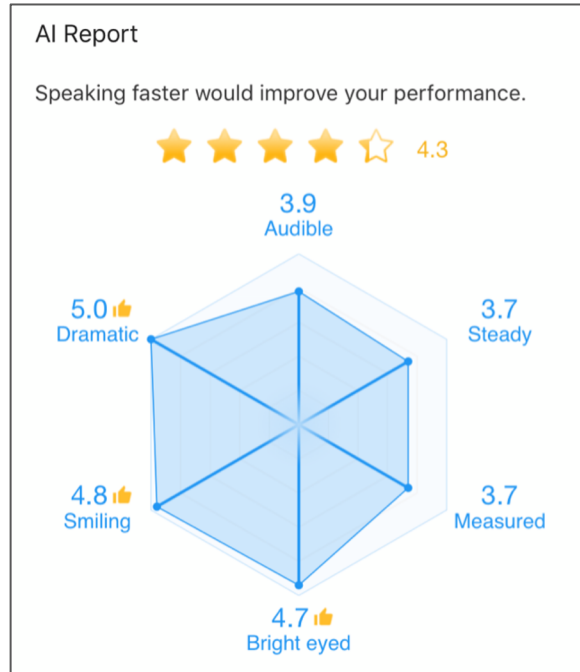 AI Report
Speaking faster would improve your performance.
4.3
3.9
Audible
5.0
Dramatic
3.7
Steady
4.8
Smiling
3.7
Measured
4.7
Bright eyed